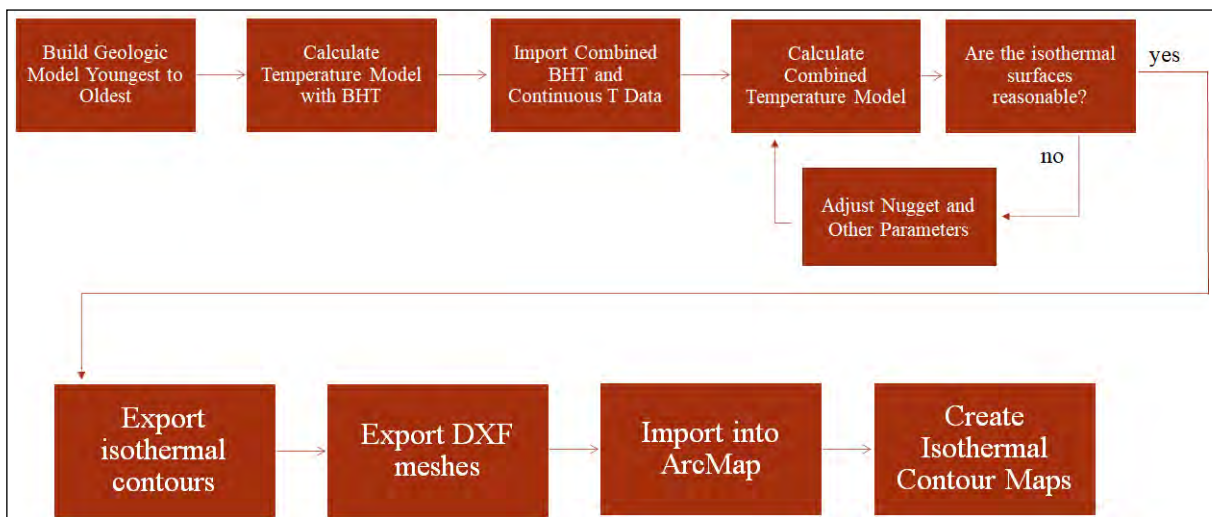 Build Geologic
Model Youngest to
Oldest
Calculate
Temperature Model
with BHT
Import Combined
BHT and
Continuous T Data
Calculate
Combined
Temperature Model
Are the isothermal
surfaces
reasonable?
yes
no
Adjust Nugget and
Other Parameters
Export
isothermal
contours
Export DXF
meshes
Import into
ArcMap
Create
Isothermal
Contour Maps